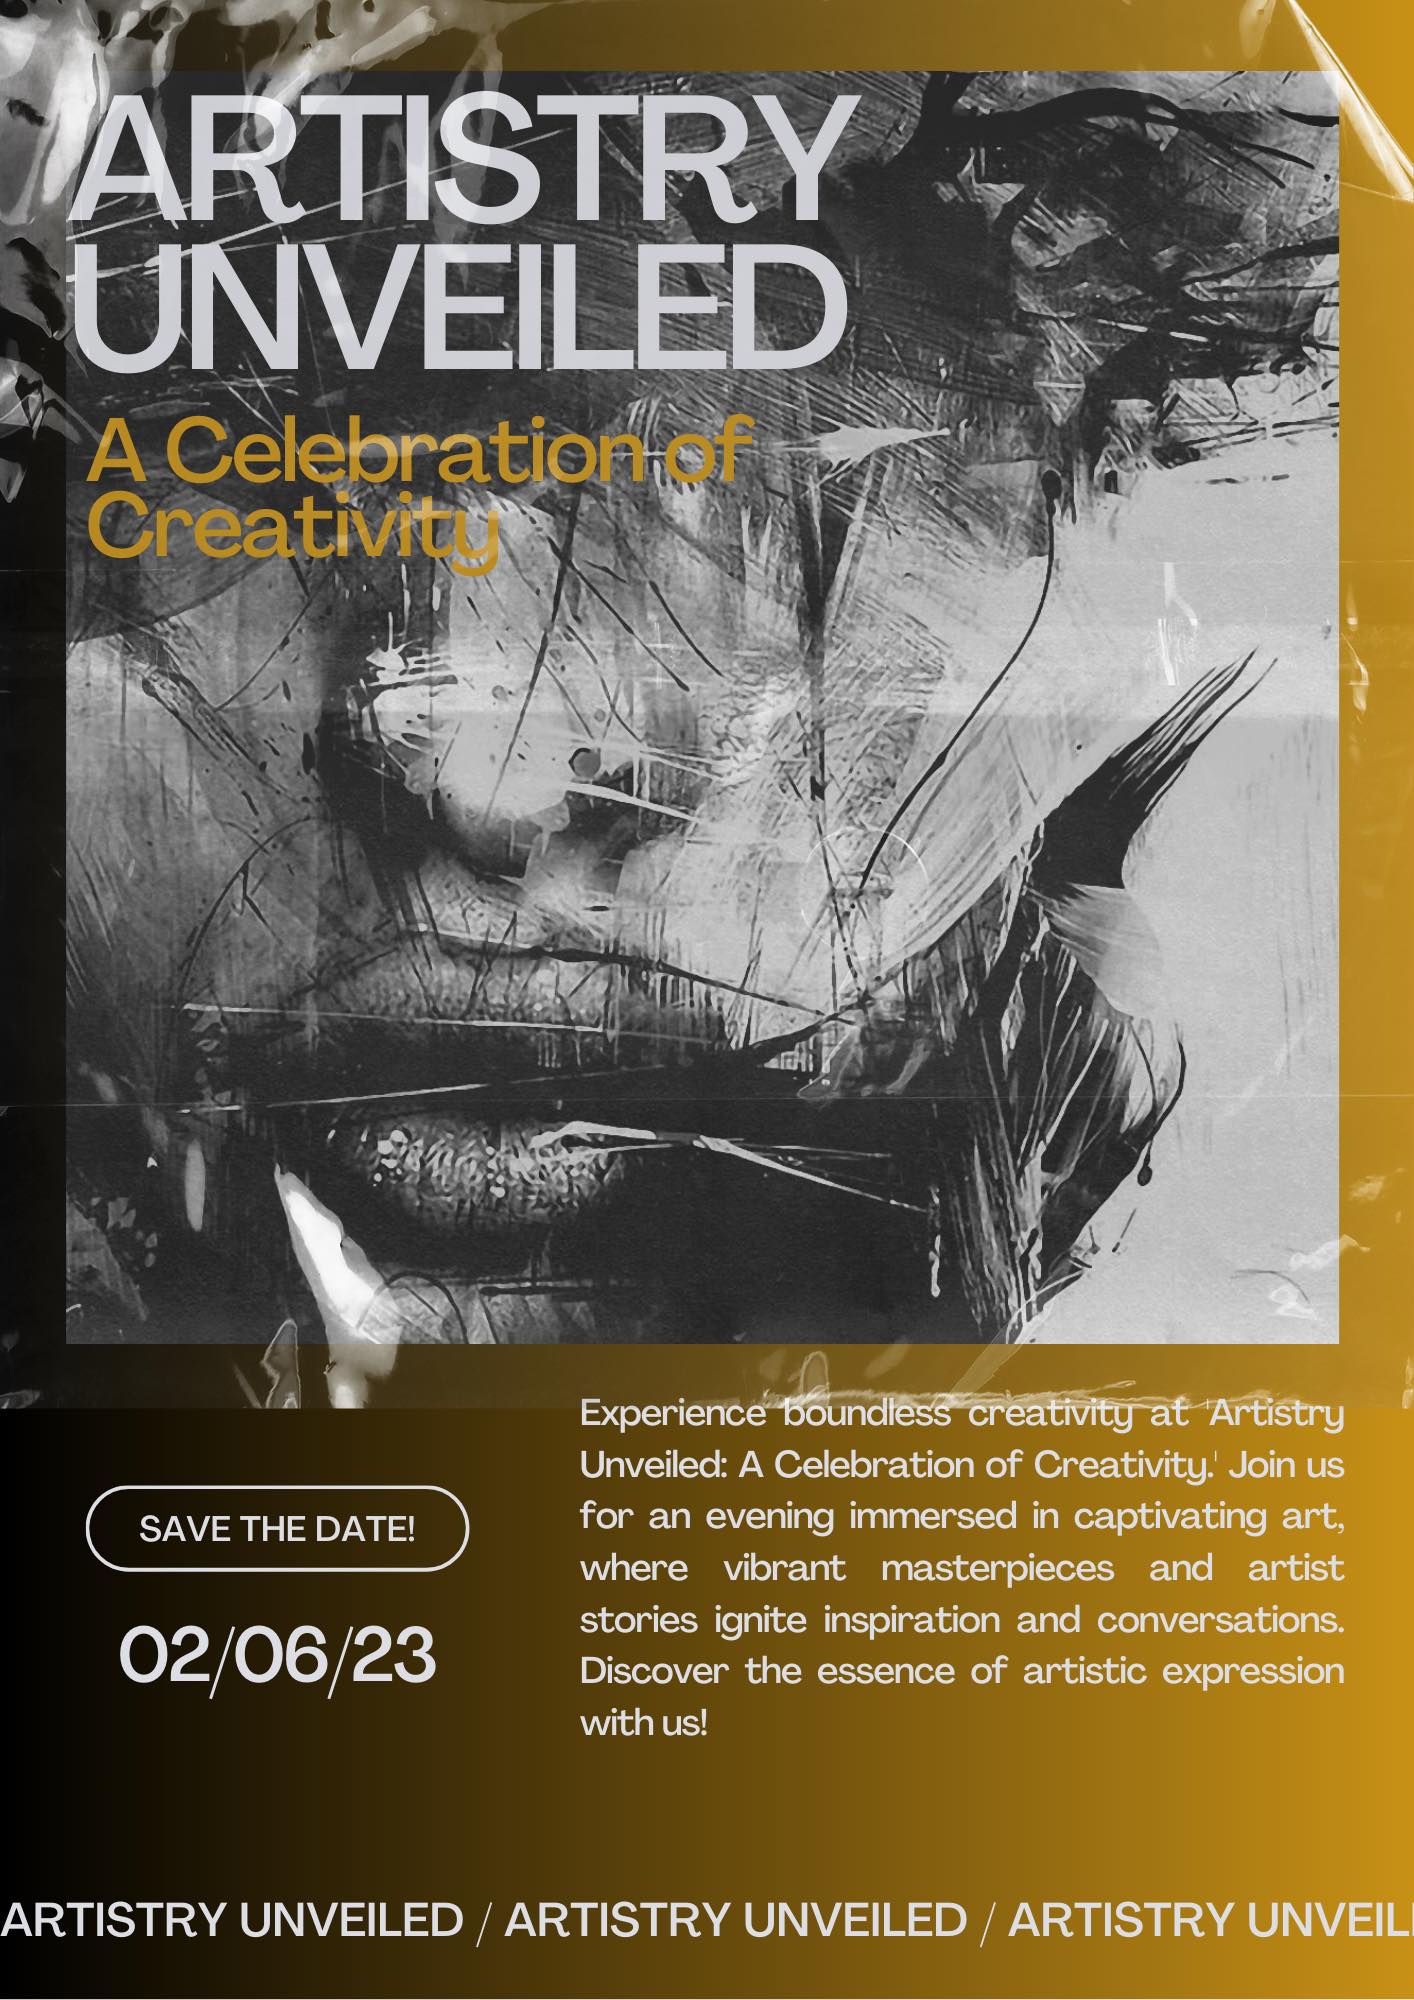 ARTISTRY
UNVEILED
A Celebration of
Creativity
Experience boundless creativity at 'Artistry
Unveiled: A Celebration of Creativity.' Join us
for an evening immersed in captivating art,
where vibrant masterpieces and artist
stories ignite inspiration and conversations.
Discover the essence of artistic expression
with us!
SAVE THE DATE!
02/06/23
ARTISTRY UNVEILED / ARTISTRY UNVEILED / ARTISTRY UNVEIL